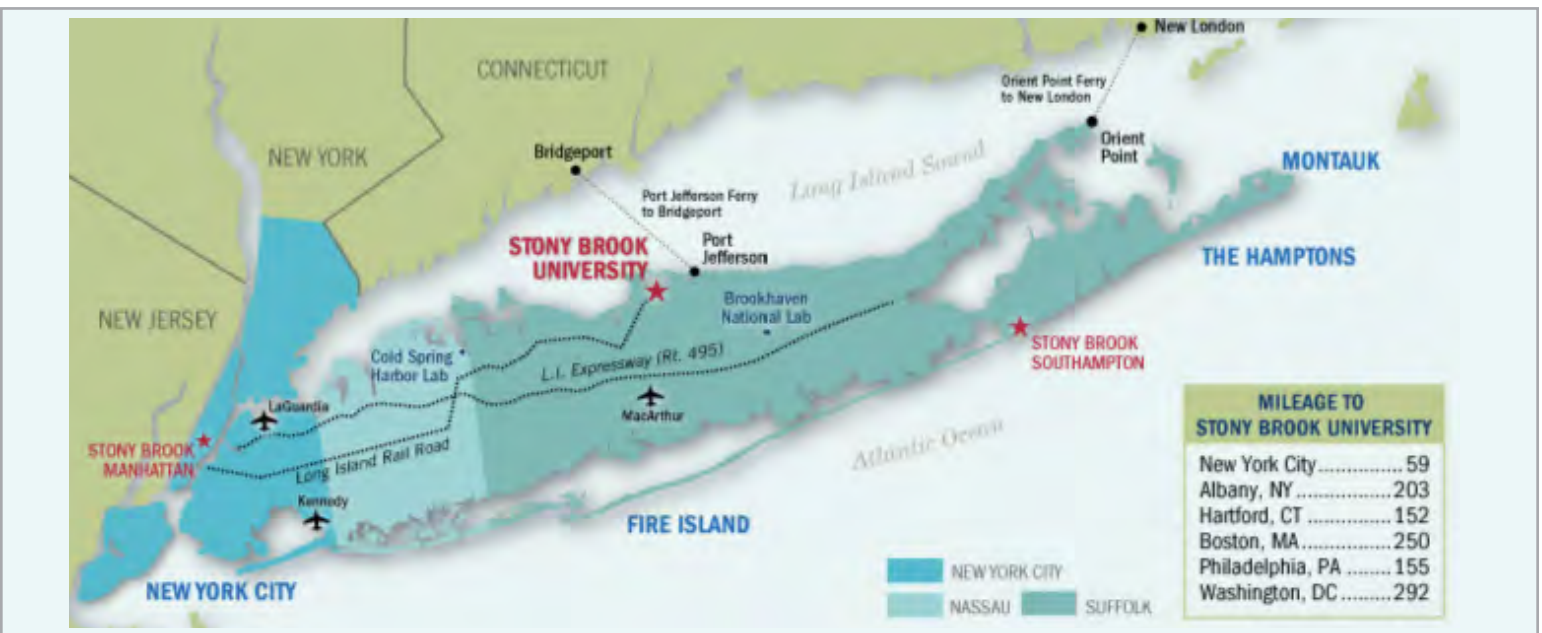 New London
CONNECTICUT
Orient Point Ferry
to New London
Bridgeport
Orient
Point
NEW YORK
MONTAUK
Long Island Sound
Port Jefferson Ferry
to Bridgeport
STONY BROOK
UNIVERSITY
Port
Jefferson
THE HAMPTONS
Brookhaven
National Lab
NEW JERSEY
STONY BROOK
SOUTHAMPTON
Cold Spring
Harbor Lab
L.I. Expressway (Rt. 495)
LaGuardia
MacArthur
STONY BROOK
MANHATTAN
Long Island Rail Road
Atlantic Ocean
Kennedy
FIRE ISLAND
NEW YORK CITY
NEW YORK CITY
NASSAU
SUFFOLK
MILEAGE TO
STONY BROOK UNIVERSITY
New York City...............59
Albany, NY.................203
Hartford, CT ...............152
Boston, MA................250
Philadelphia, PA ........155
Washington, DC.........292